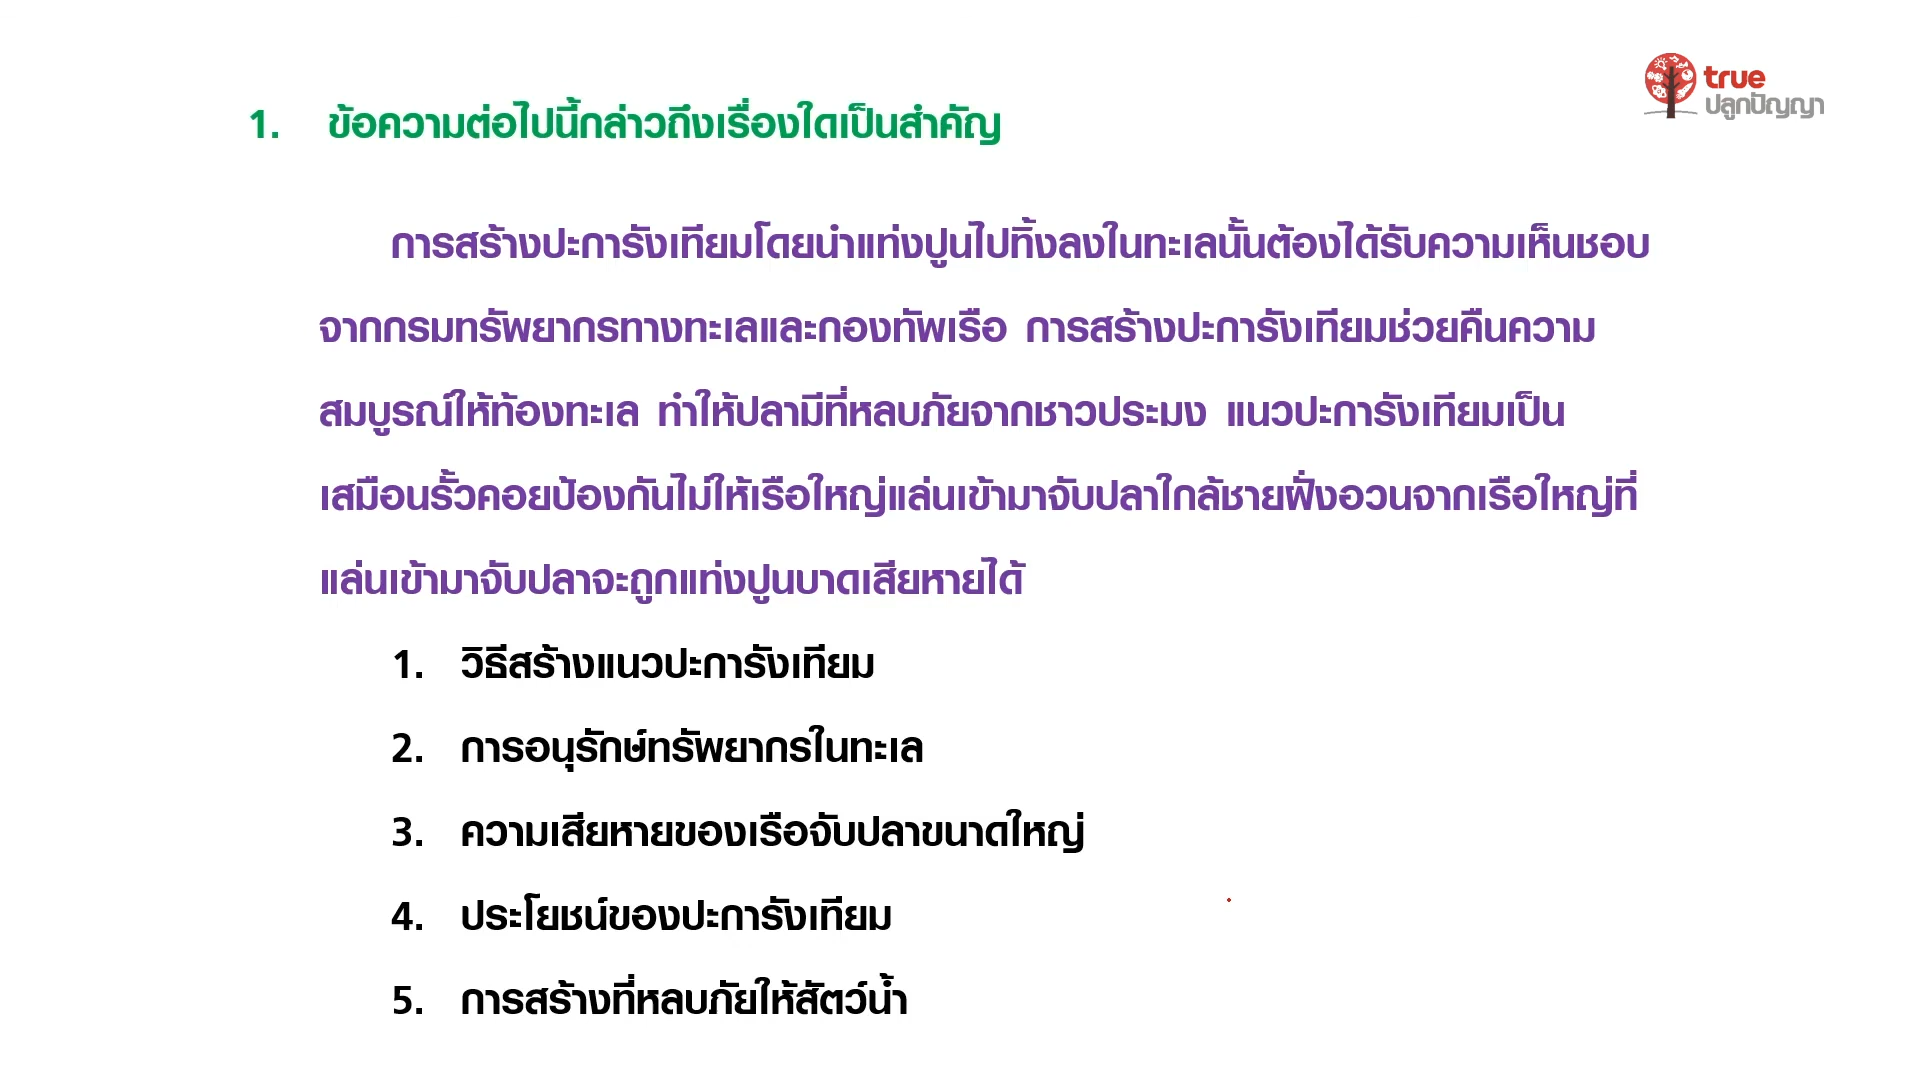 true
ปลูกปัญญา
1. ข้อความต่อไปนี้กล่าวถึงเรื่องใดเป็นสำคัญ
การสร้างปะการังเทียมโดยนำแท่งปูนไปทิ้งลงในทะเลนั้นต้องได้รับความเห็นชอบ
จากกรมทรัพยากรทางทะเลและกองทัพเรือ การสร้างปะการังเทียมช่วยคืนความ
สมบูรณ์ให้ท้องทะเล ทำให้ปลามีที่หลบภัยจากชาวประมง แนวปะการังเทียมเป็น
เสมือนรั้วคอยป้องกันไม่ให้เรือใหญ่แล่นเข้ามาจับปลาใกล้ชายฝั่งอวนจากเรือใหญ่ที่
แล่นเข้ามาจับปลาจะถูกแท่งปูนบาดเสียหายได้
1. วิธีสร้างแนวปะการังเทียม
2. การอนุรักษ์ทรัพยากรในทะเล
3. ความเสียหายของเรือจับปลาขนาดใหญ่
4. ประโยชน์ของปะการังเทียม
5. การสร้างที่หลบภัยให้สัตว์น้ำ